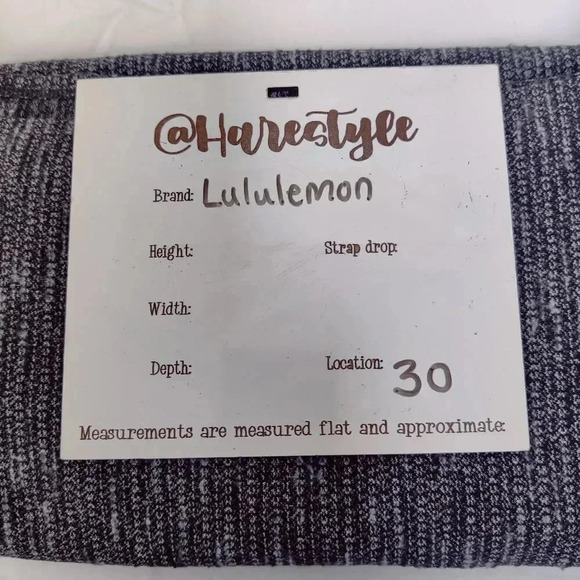 @Harestyle
Brand: Lululemon
Height: Strap drop:
Width:
Depth: Location: 30
Measurements are measured flat and approximate.